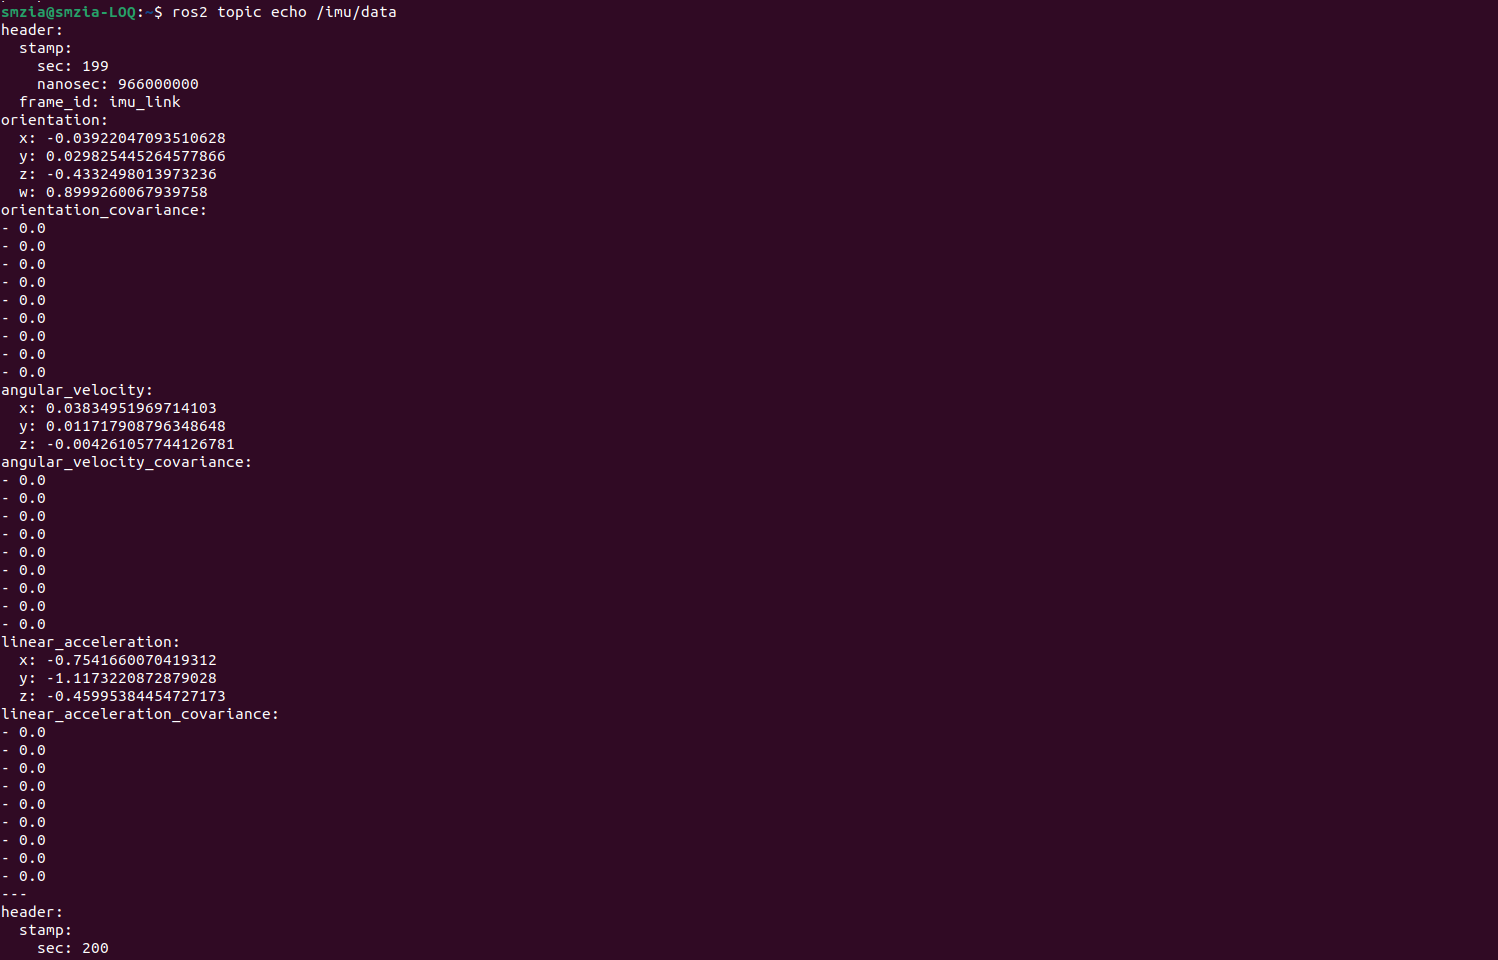 smzia@smzia-LOQ:~$ ros2 topic echo /imu/data
header:
  stamp:
    sec: 199
    nanosec: 966000000
  frame_id: imu_link
orientation:
  x: -0.03922047093510628
  y: 0.029825445264577866
  z: -0.4332498013973236
  w: 0.8999260067939758
orientation_covariance:
- 0.0
- 0.0
- 0.0
- 0.0
- 0.0
- 0.0
- 0.0
- 0.0
- 0.0
angular_velocity:
  x: 0.03834951969714103
  y: 0.011717908796348648
  z: -0.004261057744126781
angular_velocity_covariance:
- 0.0
- 0.0
- 0.0
- 0.0
- 0.0
- 0.0
- 0.0
- 0.0
- 0.0
linear_acceleration:
  x: -0.7541660070419312
  y: -1.1173220872879028
  z: -0.45995384454727173
linear_acceleration_covariance:
- 0.0
- 0.0
- 0.0
- 0.0
- 0.0
- 0.0
- 0.0
- 0.0
- 0.0
---
header:
  stamp:
    sec: 200